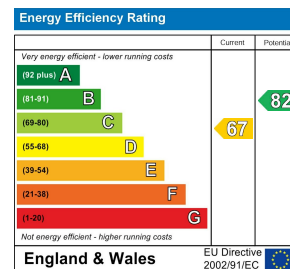 Energy Efficiency Rating
Current Potentia
Very energy efficient - lower running costs
(92 plus) A
(81-91) B
82
(69-80) C
67
(55-68) D
(39-54) E
(21-38) F
(1-20) G
Not energy efficient - higher running costs
England & Wales
EU Directive
2002/91/EC